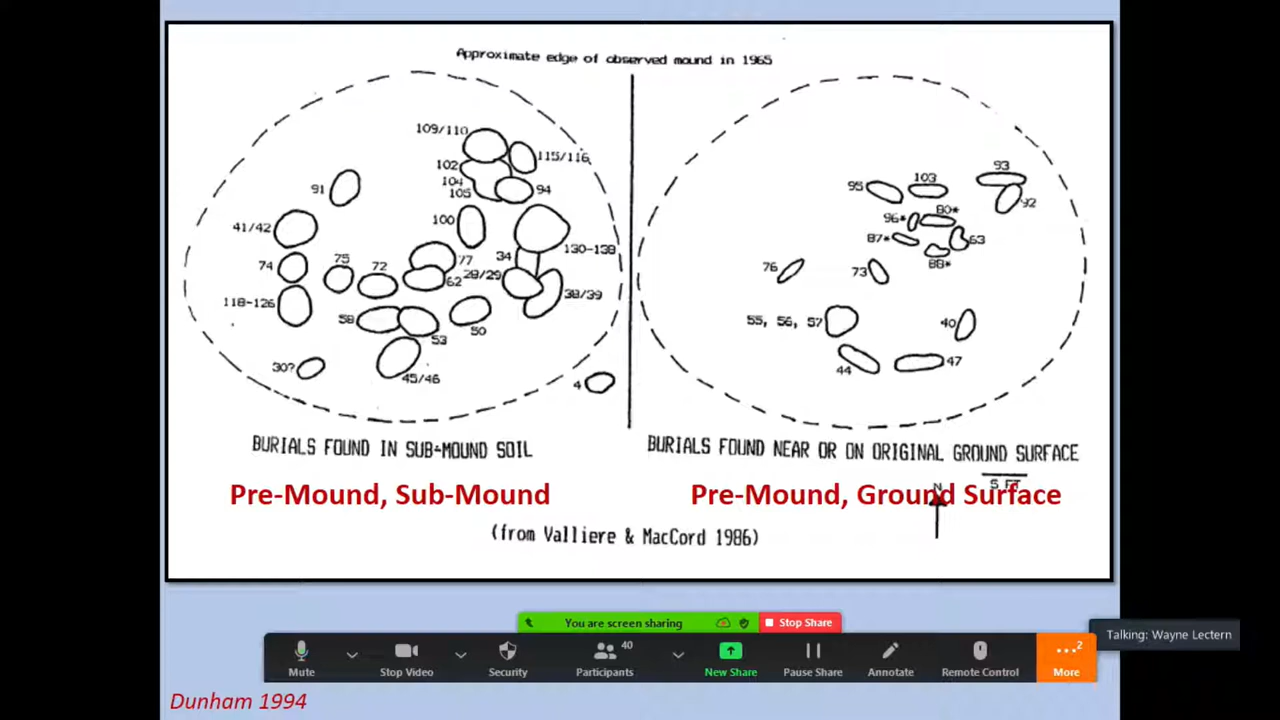 Approximate edge of observed mound in 1965
109/110
115/116
102
104
105
94
91
100
41/42
130-138
34
77
75
72
74
28/29
62
38/39
118-126
58
53
50
30?
45/46
4
93
103
95
92
80*
96*
87*
63
88*
76
73
55, 56, 57
40
44
47
BURIALS FOUND IN SUB-MOUND SOIL
BURIALS FOUND NEAR OR ON ORIGINAL GROUND SURFACE
5 FT
N
Pre-Mound, Sub-Mound
Pre-Mound, Ground Surface
(from Valliere & MacCord 1986)
You are screen sharing
Stop Share
Talking: Wayne Lectern
40
2
Mute
Stop Video
Security
Participants
New Share
Pause Share
Annotate
Remote Control
More
Dunham 1994